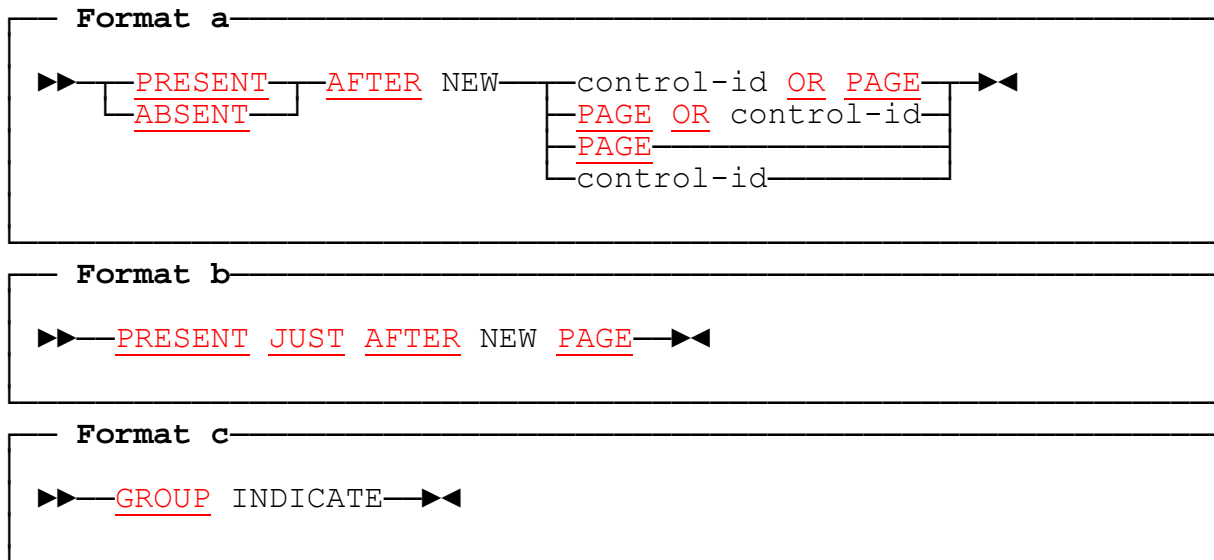 Format a
PRESENT AFTER NEW control-id OR PAGE
ABSENT PAGE OR control-id
PAGE
control-id
Format b
PRESENT JUST AFTER NEW PAGE
Format c
GROUP INDICATE